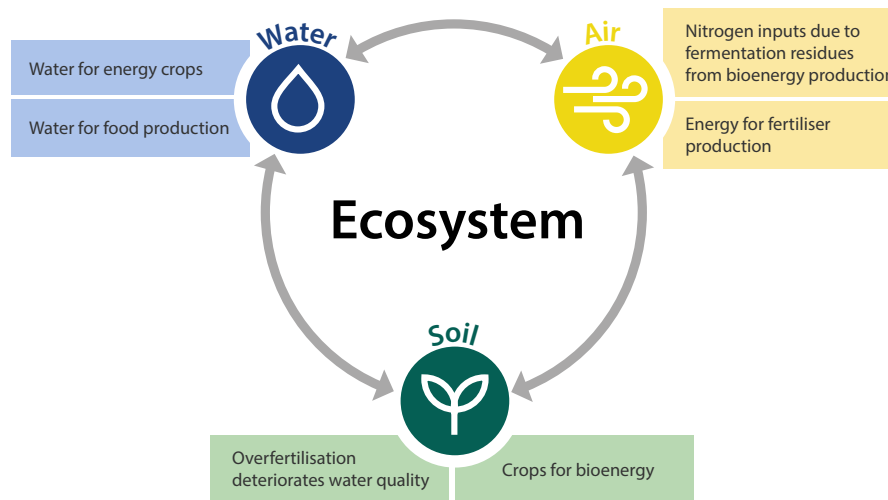 Water
Air
Water for energy crops
Water for food production
Nitrogen inputs due to
fermentation residues
from bioenergy production
Energy for fertiliser
production
Ecosystem
Soil
Overfertilisation
deteriorates water quality
Crops for bioenergy